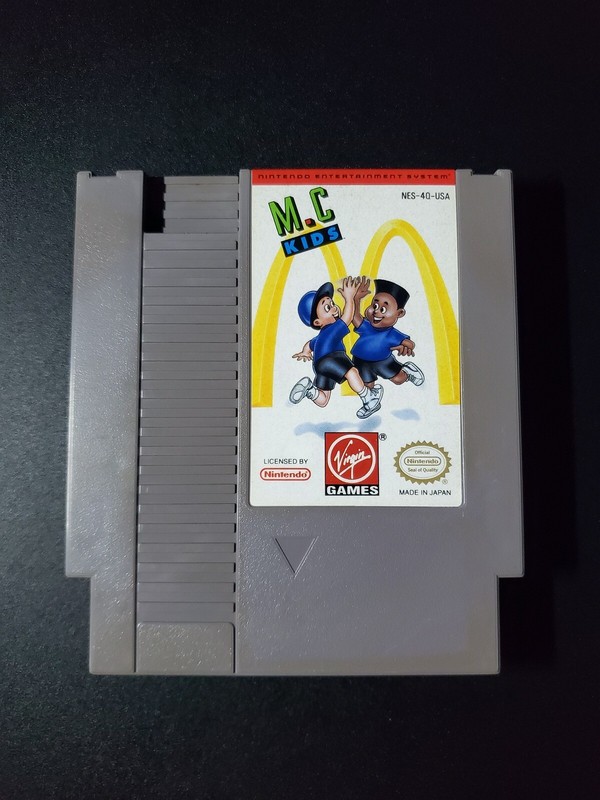 NINTENDO ENTERTAINMENT SYSTEM®
NES-4Q-USA
M.C
KIDS™
LICENSED BY
Nintendo®
Virgin®
GAMES
Official
Nintendo®
Seal of Quality
®
MADE IN JAPAN